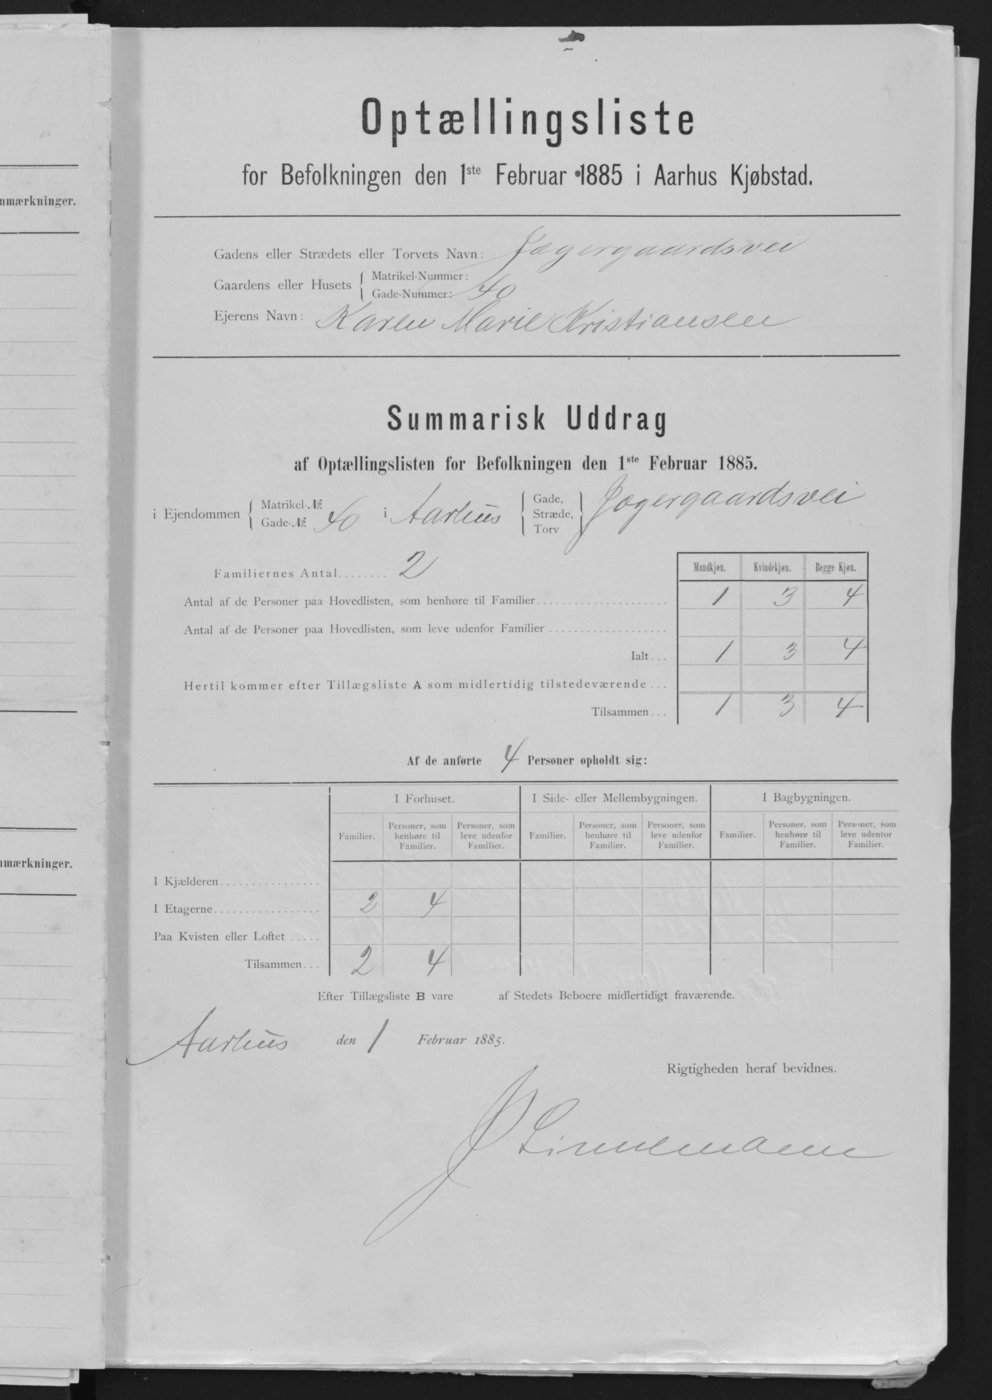 nmærkninger.
nmærkninger.
Optællingsliste
for Befolkningen den 1ste Februar 1885 i Aarhus Kjøbstad.
Gadens eller Strædets eller Torvets Navn: Jægergaardsvei
Gaardens eller Husets { Matrikel-Nummer:
Gade-Nummer: 40
Ejerens Navn: Karen Marie Kristiansen
Summarisk Uddrag
af Optællingslisten for Befolkningen den 1ste Februar 1885.
i Ejendommen { Matrikel-№ Gade-№ } 40 i Aarhus { Gade, Stræde, Torv } Jægergaardsvei
Familiernes Antal........ 2
Mandkjøn. Kvindekjøn. Begge Kjøn.
Antal af de Personer paa Hovedlisten, som henhøre til Familier 1 3 4
Antal af de Personer paa Hovedlisten, som leve udenfor Familier
Ialt... 1 3 4
Hertil kommer efter Tillægsliste A som midlertidig tilstedeværende...
Tilsammen... 1 3 4
Af de anførte 4 Personer opholdt sig:
I Forhuset. I Side- eller Mellembygningen. I Bagbygningen.
Familier. Personer, som henhøre til Familier. Personer, som leve udenfor Familier. Familier. Personer, som henhøre til Familier. Personer, som leve udenfor Familier. Familier. Personer, som henhøre til Familier. Personer, som leve udenfor Familier.
I Kjælderen
I Etagerne 2 4
Paa Kvisten eller Loftet
Tilsammen... 2 4
Efter Tillægsliste B vare af Stedets Beboere midlertidigt fraværende.
Aarhus den 1 Februar 1885.
Rigtigheden heraf bevidnes.
Linnemann